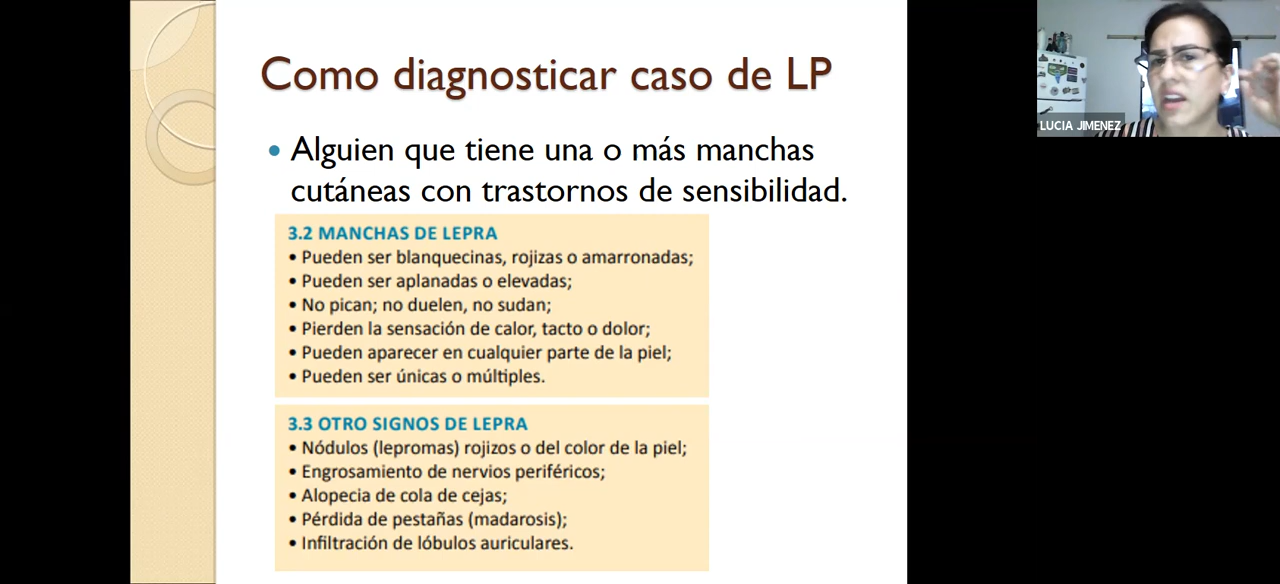 Como diagnosticar caso de LP
• Alguien que tiene una o más manchas
cutáneas con trastornos de sensibilidad.
3.2 MANCHAS DE LEPRA
• Pueden ser blanquecinas, rojizas o amarronadas;
• Pueden ser aplanadas o elevadas;
• No pican; no duelen, no sudan;
• Pierden la sensación de calor, tacto o dolor;
• Pueden aparecer en cualquier parte de la piel;
• Pueden ser únicas o múltiples.
3.3 OTRO SIGNOS DE LEPRA
• Nódulos (lepromas) rojizos o del color de la piel;
• Engrosamiento de nervios periféricos;
• Alopecia de cola de cejas;
• Pérdida de pestañas (madarosis);
• Infiltración de lóbulos auriculares.
LUCIA JIMENEZ